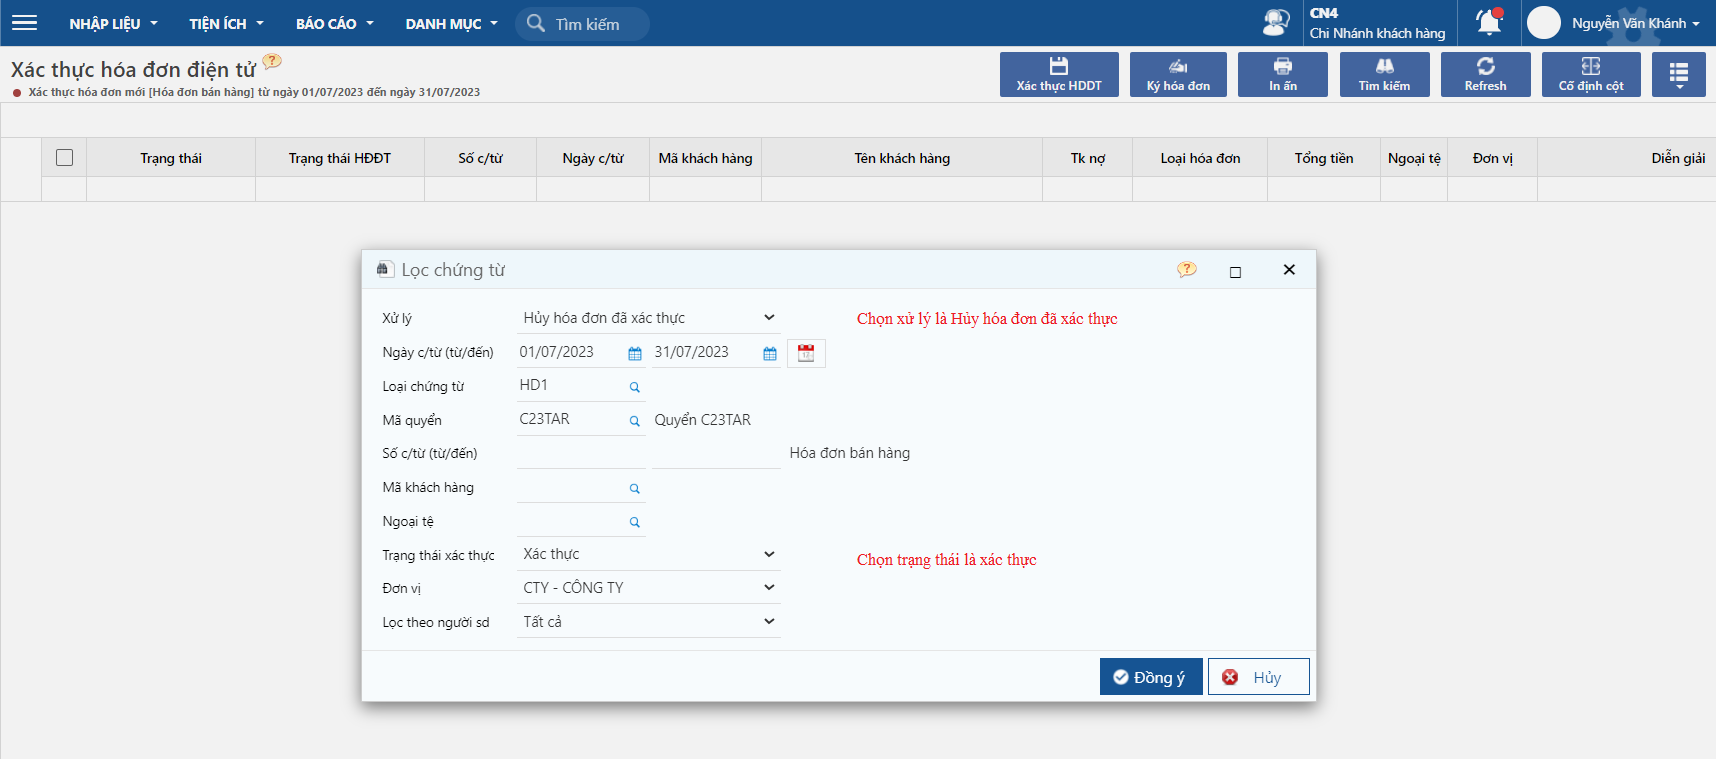 NHẬP LIỆU TIỆN ÍCH BÁO CÁO DANH MỤC Tìm kiếm
CN4
Chi Nhánh khách hàng
Nguyễn Văn Khánh
Xác thực hóa đơn điện tử
Xác thực hóa đơn mới [Hóa đơn bán hàng] từ ngày 01/07/2023 đến ngày 31/07/2023
Xác thực HDDT Ký hóa đơn In ấn Tìm kiếm Refresh Cố định cột
Trạng thái Trạng thái HĐĐT Số c/từ Ngày c/từ Mã khách hàng Tên khách hàng Tk nợ Loại hóa đơn Tổng tiền Ngoại tệ Đơn vị Diễn giải
Lọc chứng từ
Xử lý Hủy hóa đơn đã xác thực Chọn xử lý là Hủy hóa đơn đã xác thực
Ngày c/từ (từ/đến) 01/07/2023 31/07/2023
Loại chứng từ HD1
Mã quyển C23TAR Quyển C23TAR
Số c/từ (từ/đến) Hóa đơn bán hàng
Mã khách hàng
Ngoại tệ
Trạng thái xác thực Xác thực Chọn trạng thái là xác thực
Đơn vị CTY - CÔNG TY
Lọc theo người sd Tất cả
Đồng ý Hủy